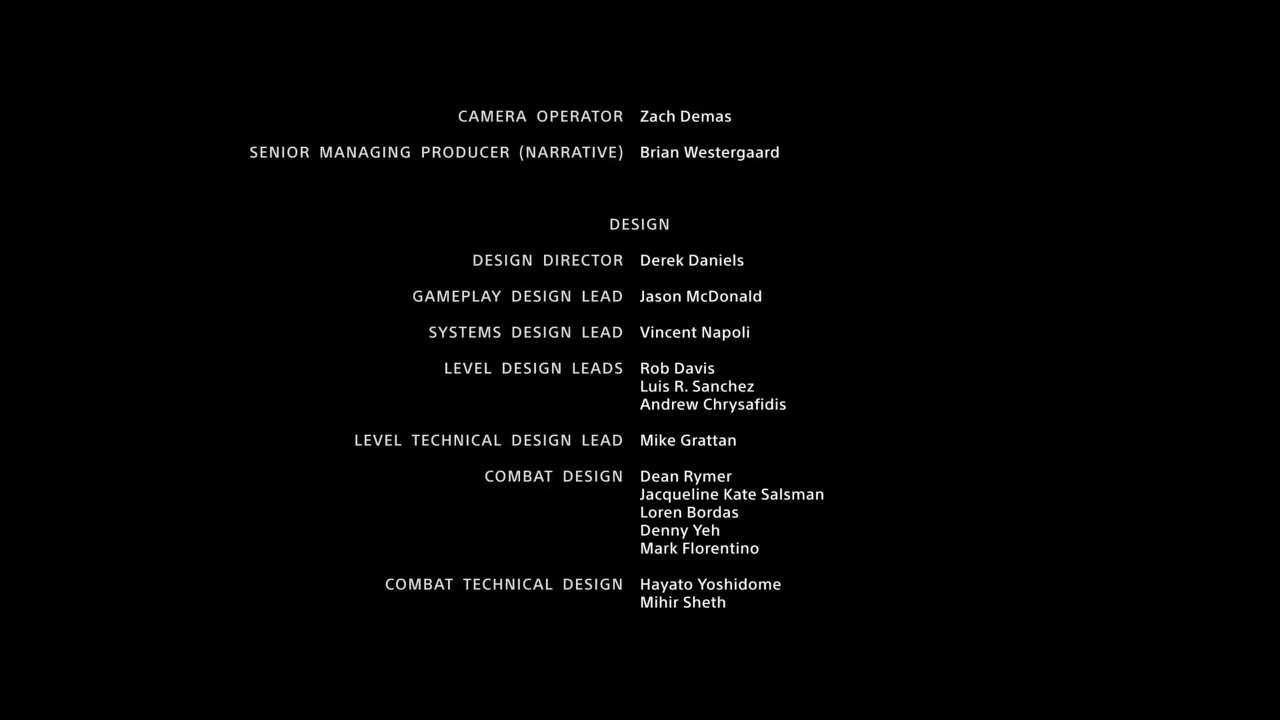 CAMERA OPERATOR Zach Demas
SENIOR MANAGING PRODUCER (NARRATIVE) Brian Westergaard
DESIGN
DESIGN DIRECTOR Derek Daniels
GAMEPLAY DESIGN LEAD Jason McDonald
SYSTEMS DESIGN LEAD Vincent Napoli
LEVEL DESIGN LEADS Rob Davis
Luis R. Sanchez
Andrew Chrysafidis
LEVEL TECHNICAL DESIGN LEAD Mike Grattan
COMBAT DESIGN Dean Rymer
Jacqueline Kate Salsman
Loren Bordas
Denny Yeh
Mark Florentino
COMBAT TECHNICAL DESIGN Hayato Yoshidome
Mihir Sheth